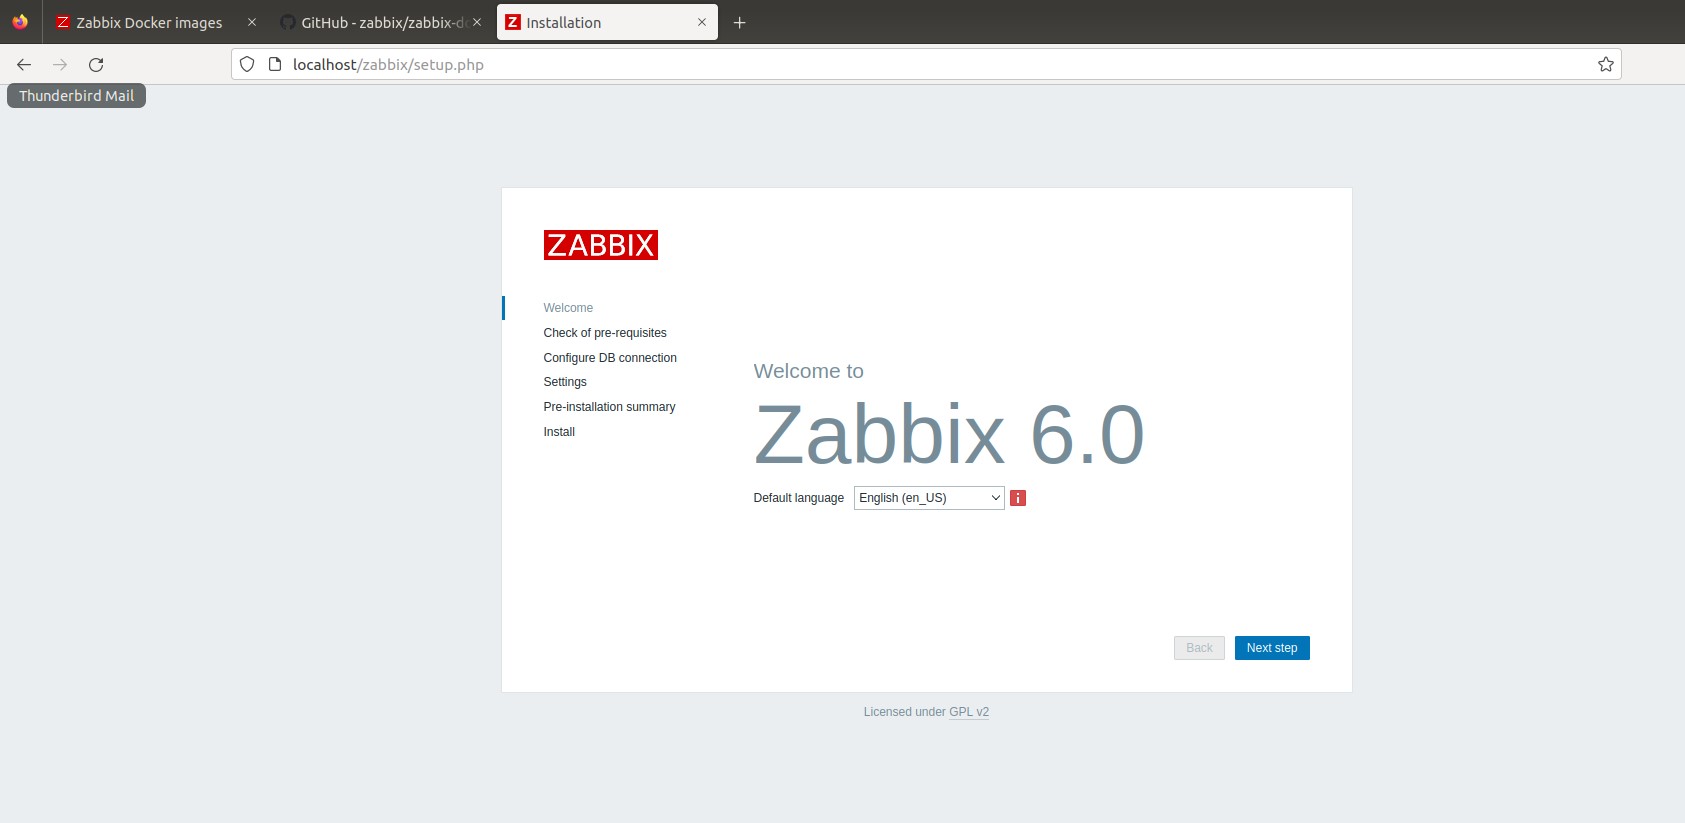 Zabbix Docker images
GitHub - zabbix/zabbix-do
Installation
localhost/zabbix/setup.php
Thunderbird Mail
ZABBIX
Welcome
Check of pre-requisites
Configure DB connection
Settings
Pre-installation summary
Install
Welcome to
Zabbix 6.0
Default language English (en_US)
Back Next step
Licensed under GPL v2